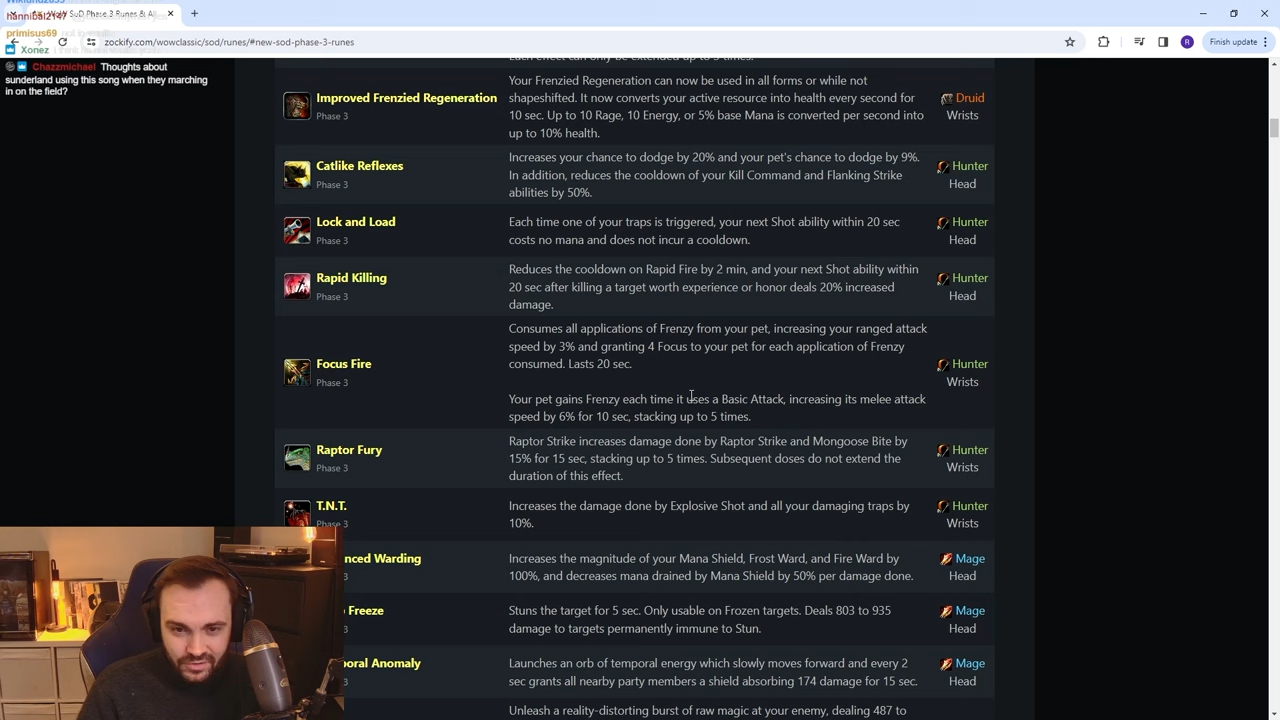 hannibal2147
WoW SoD Phase 3 Runes & Al
primisus69
zockify.com/wowclassic/sod/runes/#new-sod-phase-3-runes
R
Finish update
Xonez
Chazzmichael: Thoughts about
sunderland using this song when they marching
in on the field?
Your Frenzied Regeneration can now be used in all forms or while not
Improved Frenzied Regeneration
shapeshifted. It now converts your active resource into health every second for
Druid
Phase 3
10 sec. Up to 10 Rage, 10 Energy, or 5% base Mana is converted per second into
Wrists
up to 10% health.
Catlike Reflexes
Increases your chance to dodge by 20% and your pet's chance to dodge by 9%.
Hunter
Phase 3
In addition, reduces the cooldown of your Kill Command and Flanking Strike
Head
abilities by 50%.
Lock and Load
Each time one of your traps is triggered, your next Shot ability within 20 sec
Hunter
Phase 3
costs no mana and does not incur a cooldown.
Head
Rapid Killing
Reduces the cooldown on Rapid Fire by 2 min, and your next Shot ability within
Hunter
Phase 3
20 sec after killing a target worth experience or honor deals 20% increased
Head
damage.
Consumes all applications of Frenzy from your pet, increasing your ranged attack
speed by 3% and granting 4 Focus to your pet for each application of Frenzy
Focus Fire
consumed. Lasts 20 sec.
Hunter
Phase 3
Wrists
Your pet gains Frenzy each time it uses a Basic Attack, increasing its melee attack
speed by 6% for 10 sec, stacking up to 5 times.
Raptor Fury
Raptor Strike increases damage done by Raptor Strike and Mongoose Bite by
Hunter
Phase 3
15% for 15 sec, stacking up to 5 times. Subsequent doses do not extend the
Wrists
duration of this effect.
T.N.T.
Increases the damage done by Explosive Shot and all your damaging traps by
Hunter
Phase 3
10%.
Wrists
nced Warding
Increases the magnitude of your Mana Shield, Frost Ward, and Fire Ward by
Mage
3
100%, and decreases mana drained by Mana Shield by 50% per damage done.
Head
Freeze
Stuns the target for 5 sec. Only usable on Frozen targets. Deals 803 to 935
Mage
3
damage to targets permanently immune to Stun.
Head
poral Anomaly
Launches an orb of temporal energy which slowly moves forward and every 2
Mage
3
sec grants all nearby party members a shield absorbing 174 damage for 15 sec.
Head
Unleash a reality-distorting burst of raw magic at your enemy, dealing 487 to